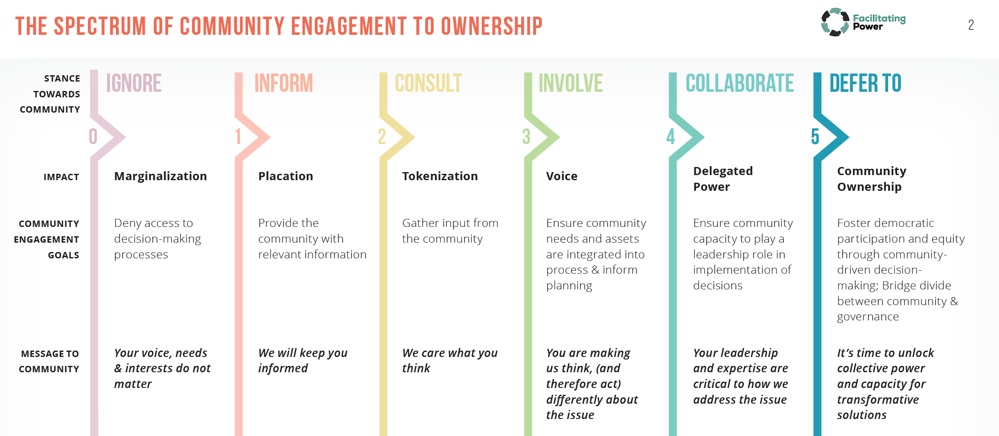 THE SPECTRUM OF COMMUNITY ENGAGEMENT TO OWNERSHIP
Facilitating
Power
2
STANCE
TOWARDS
COMMUNITY
IGNORE
INFORM
CONSULT
INVOLVE
COLLABORATE
DEFER TO
0
1
2
3
4
5
IMPACT
Marginalization
Placation
Tokenization
Voice
Delegated
Power
Community
Ownership
COMMUNITY
ENGAGEMENT
GOALS
Deny access to
decision-making
processes
Provide the
community with
relevant information
Gather input from
the community
Ensure community
needs and assets
are integrated into
process & inform
planning
Ensure community
capacity to play a
leadership role in
implementation of
decisions
Foster democratic
participation and equity
through community-
driven decision-
making; Bridge divide
between community &
governance
MESSAGE TO
COMMUNITY
Your voice, needs
& interests do not
matter
We will keep you
informed
We care what you
think
You are making
us think, (and
therefore act)
differently about
the issue
Your leadership
and expertise are
critical to how we
address the issue
It’s time to unlock
collective power
and capacity for
transformative
solutions